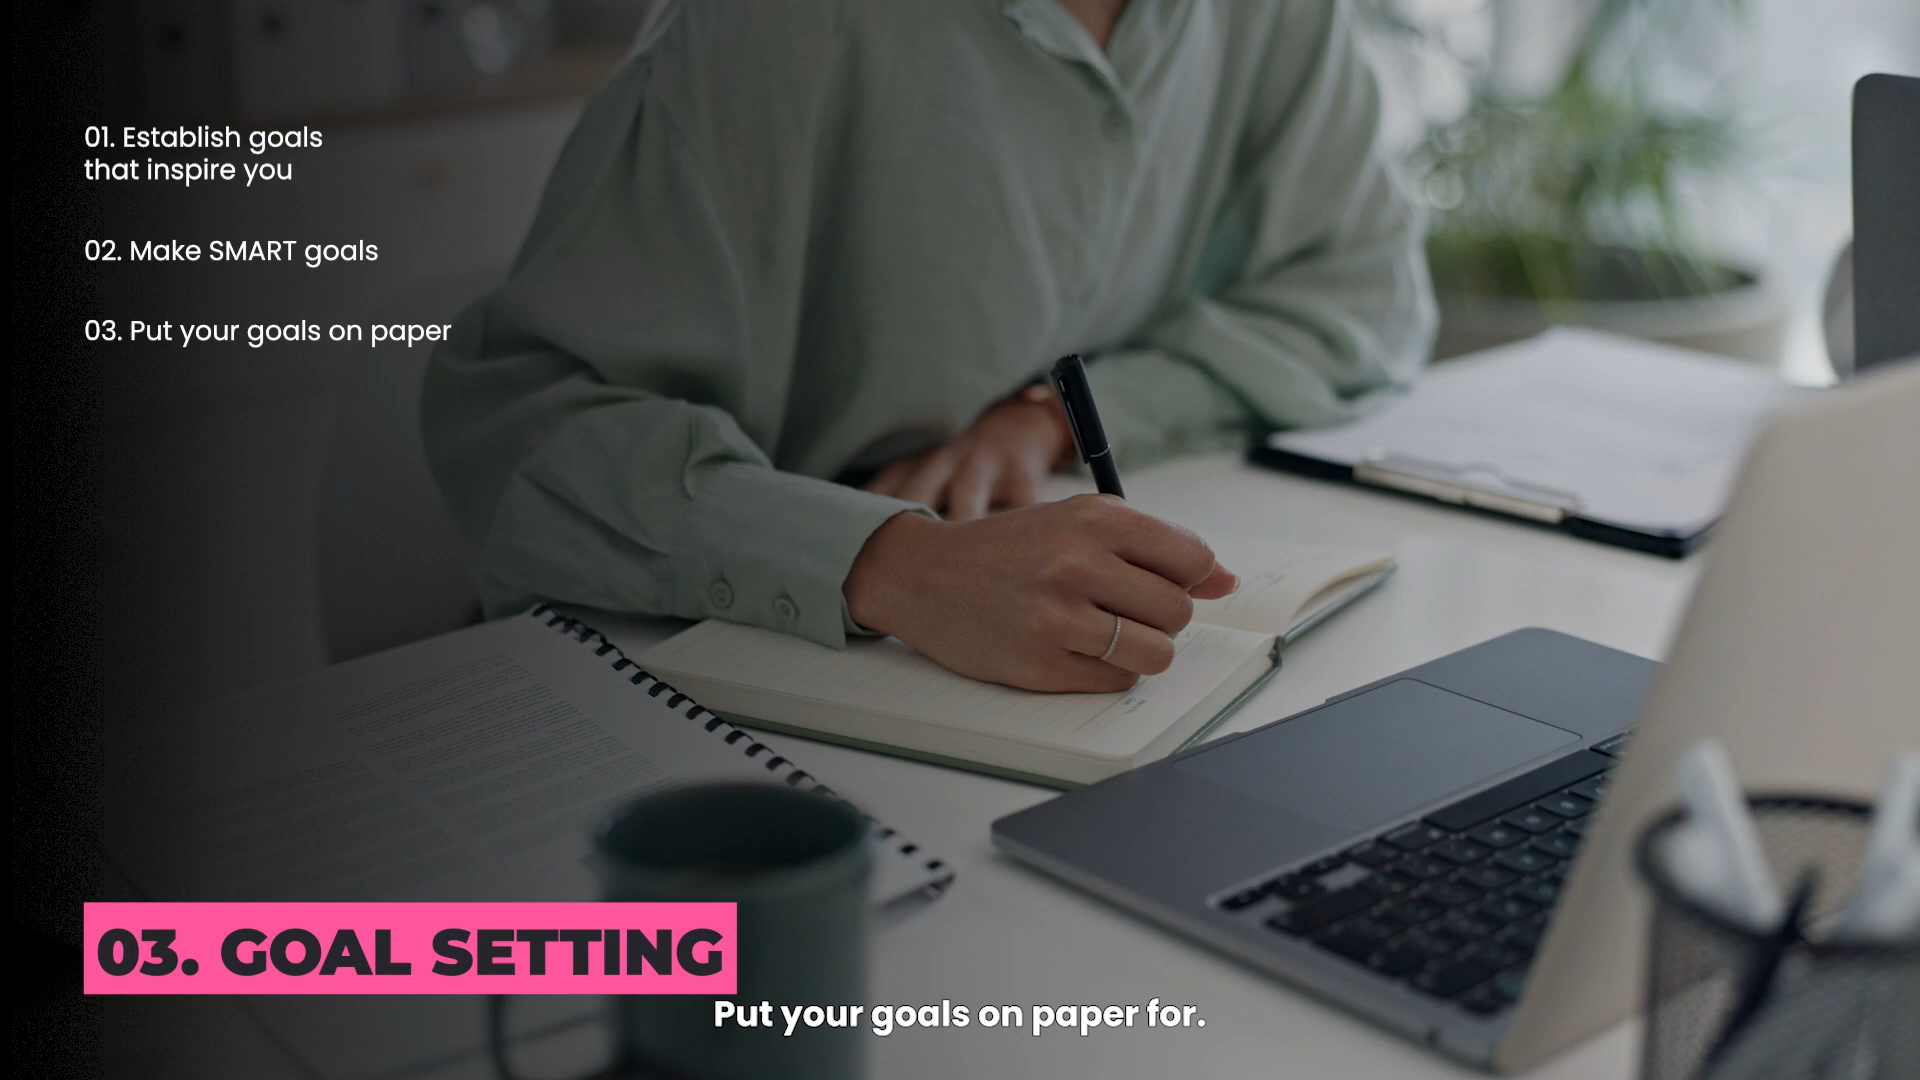 01. Establish goals
that inspire you
02. Make SMART goals
03. Put your goals on paper
03. GOAL SETTING
Put your goals on paper for.